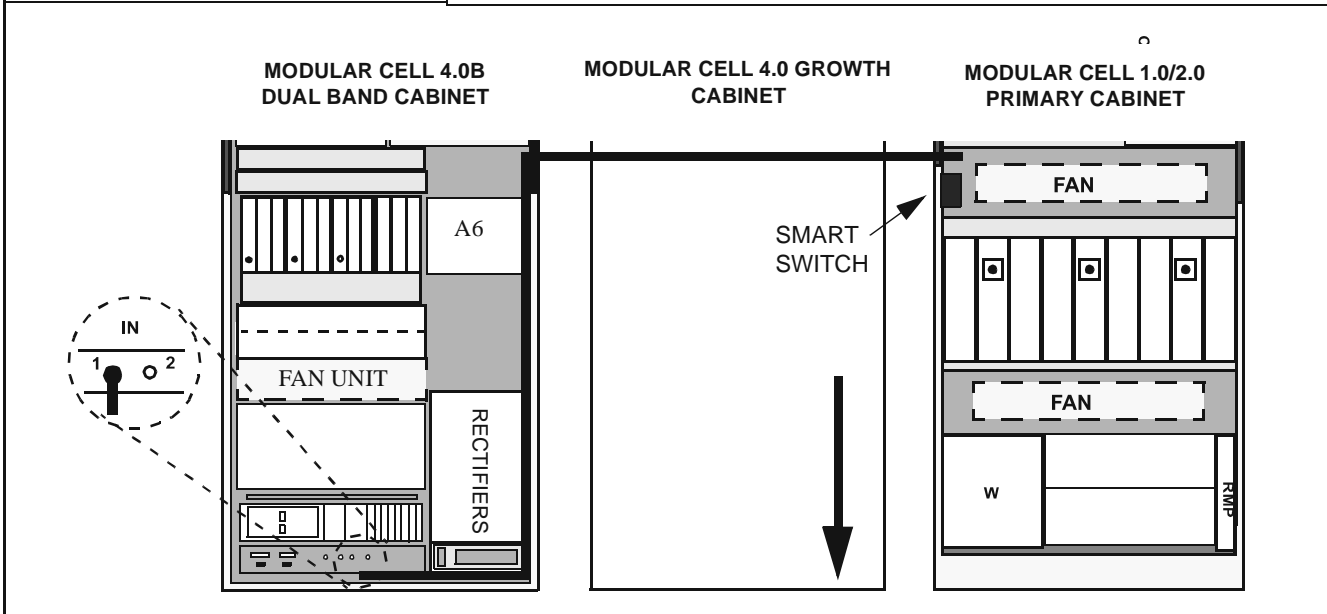 MODULAR CELL 4.0B
DUAL BAND CABINET
MODULAR CELL 4.0 GROWTH
CABINET
C
MODULAR CELL 1.0/2.0
PRIMARY CABINET
FAN
A6
SMART
SWITCH
IN
1 2
FAN UNIT
RECTIFIERS
FAN
W
RMP